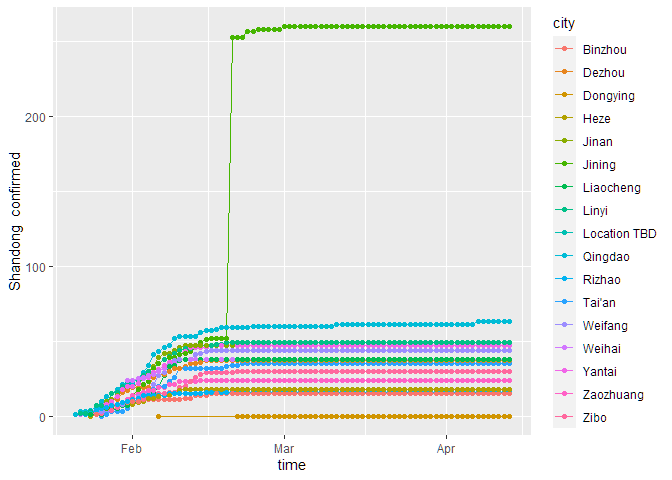 city
Binzhou
Dezhou
Dongying
Heze
Jinan
Jining
Liaocheng
Linyi
Location TBD
Qingdao
Rizhao
Tai'an
Weifang
Weihai
Yantai
Zaozhuang
Zibo
Shandong confirmed
200
100
0
Feb Mar Apr
time